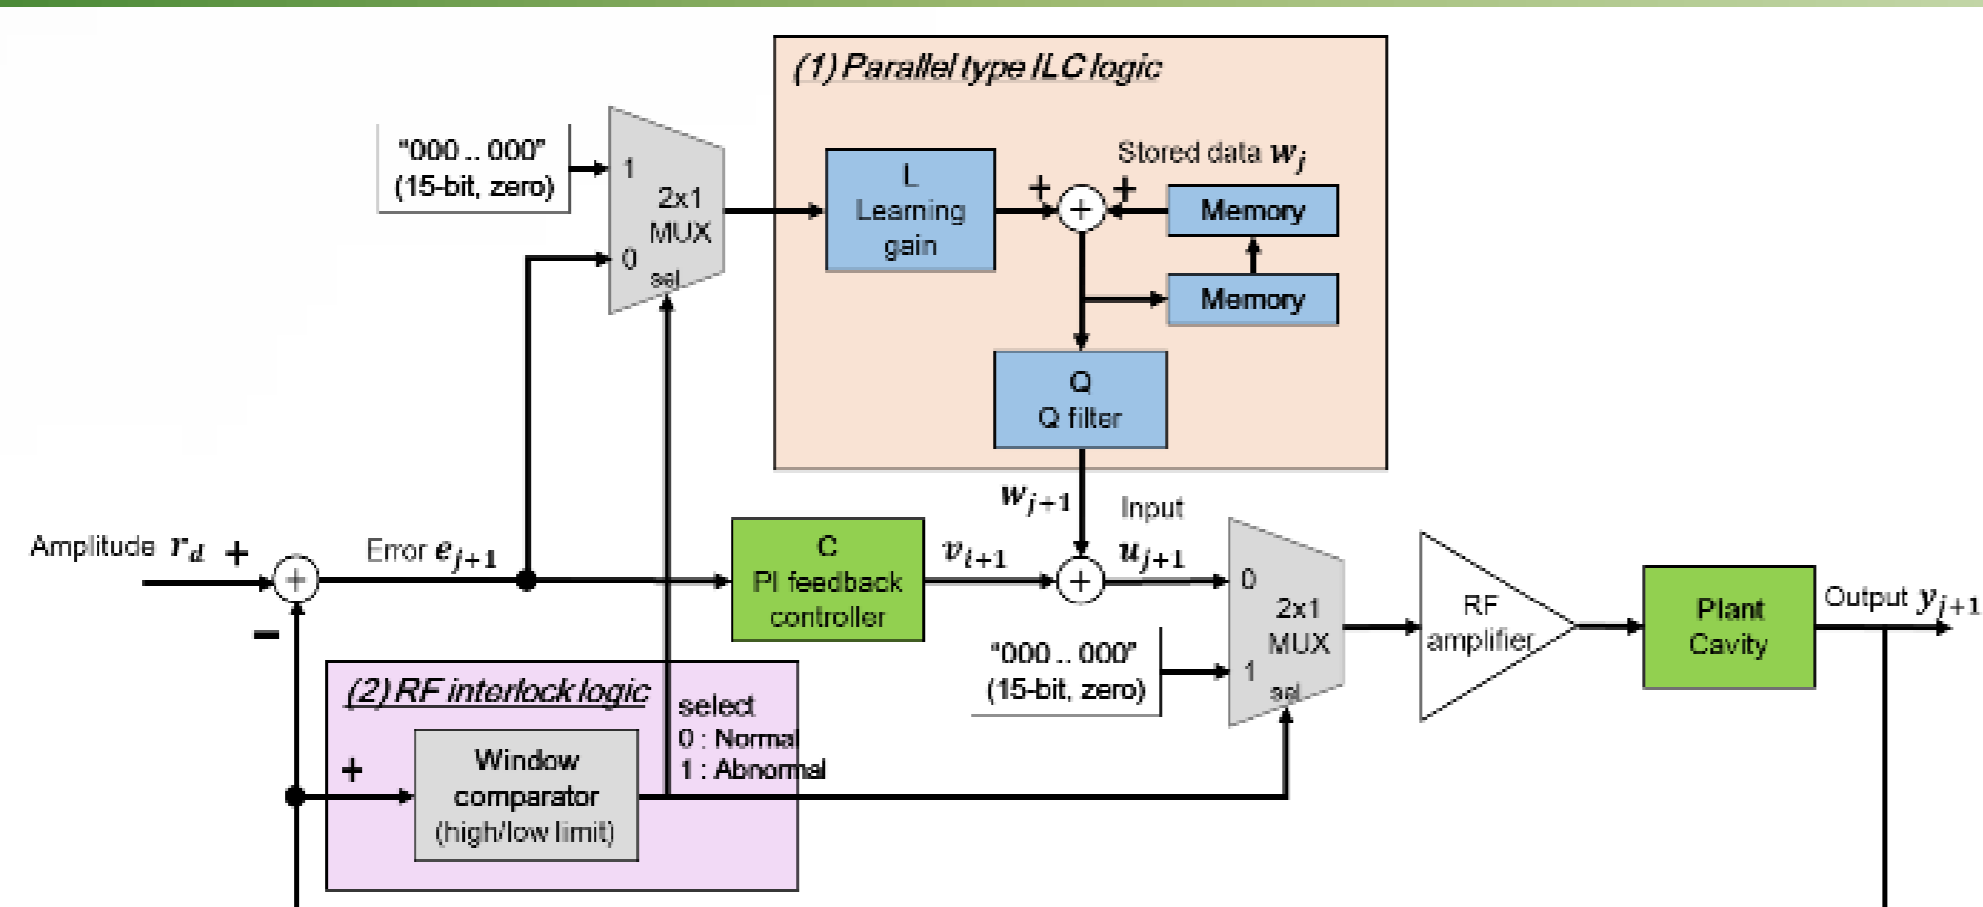 (1) Parallel type ILC logic
"000 .. 000"
(15-bit, zero)
1
2x1
MUX
0
sel
L
Learning
gain
+
+
+
Stored data w_j
Memory
Memory
Q
Q filter
w_{j+1}
Input
Amplitude r_d +
+
−
Error e_{j+1}
C
PI feedback
controller
v_{i+1}
+
u_{j+1}
0
2x1
MUX
1
sel
"000 .. 000"
(15-bit, zero)
RF
amplifier
Plant
Cavity
Output y_{j+1}
(2) RF interlock logic
select
0 : Normal
1 : Abnormal
+
Window
comparator
(high/low limit)